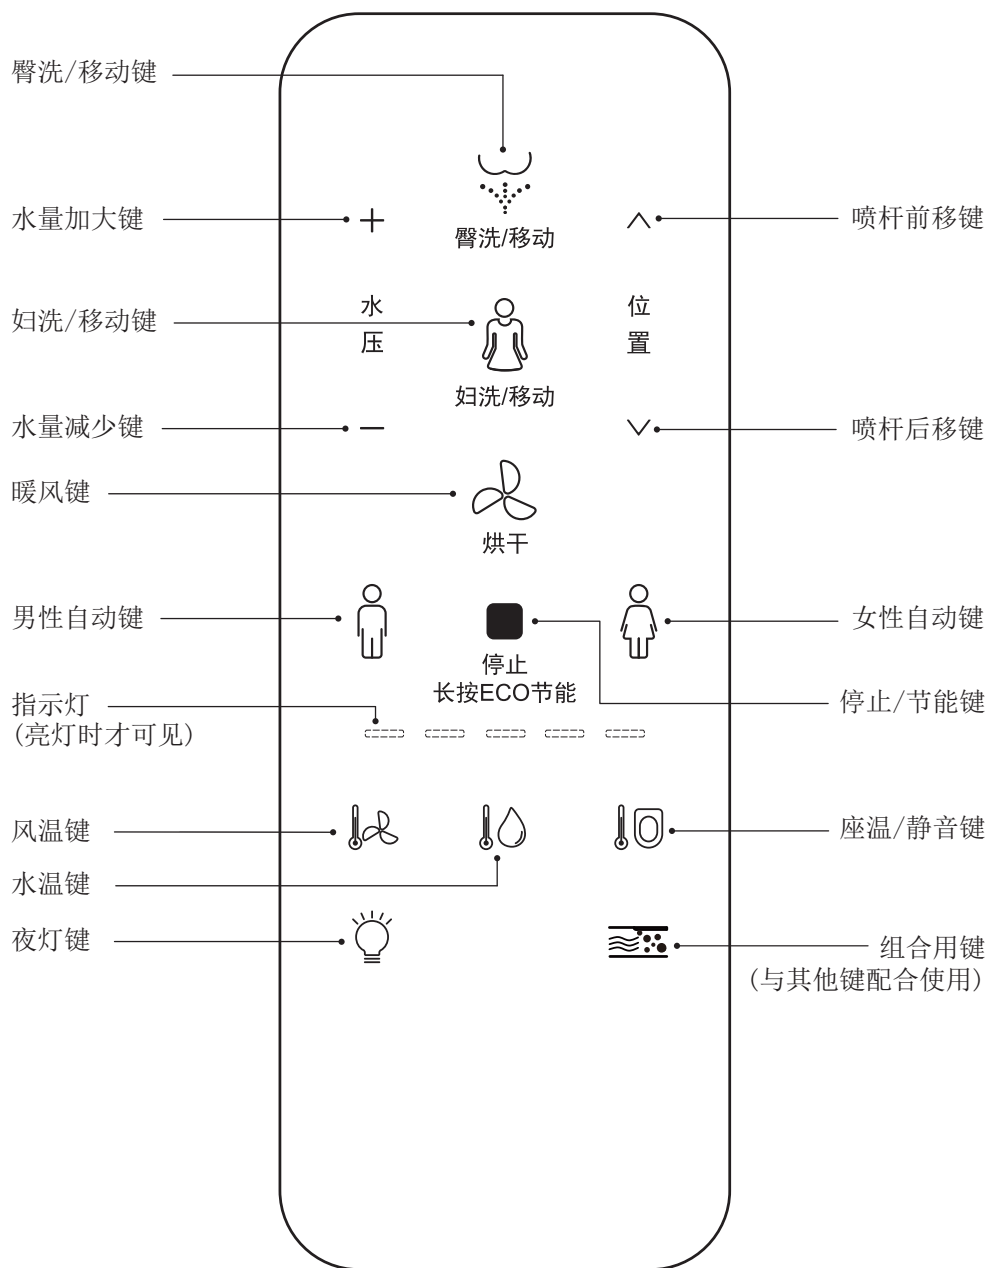 臀洗/移动键
水量加大键
+
臀洗/移动
喷杆前移键
妇洗/移动键
水
压
位
置
妇洗/移动
水量减少键
−
喷杆后移键
暖风键
烘干
男性自动键
女性自动键
停止
长按ECO节能
停止/节能键
指示灯
(亮灯时才可见)
风温键
座温/静音键
水温键
夜灯键
组合用键
(与其他键配合使用)